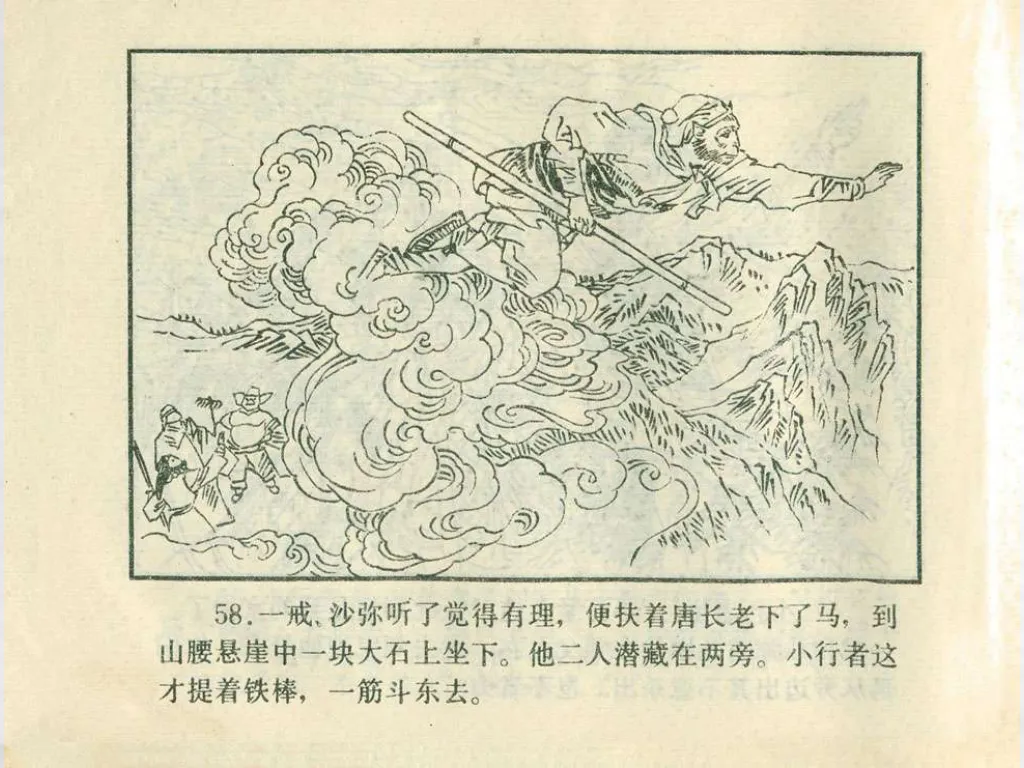 58.一戒、沙弥听了觉得有理，便扶着唐长老下了马，到
山腰悬崖中一块大石上坐下。他二人潜藏在两旁。小行者这
才提着铁棒，一筋斗东去。